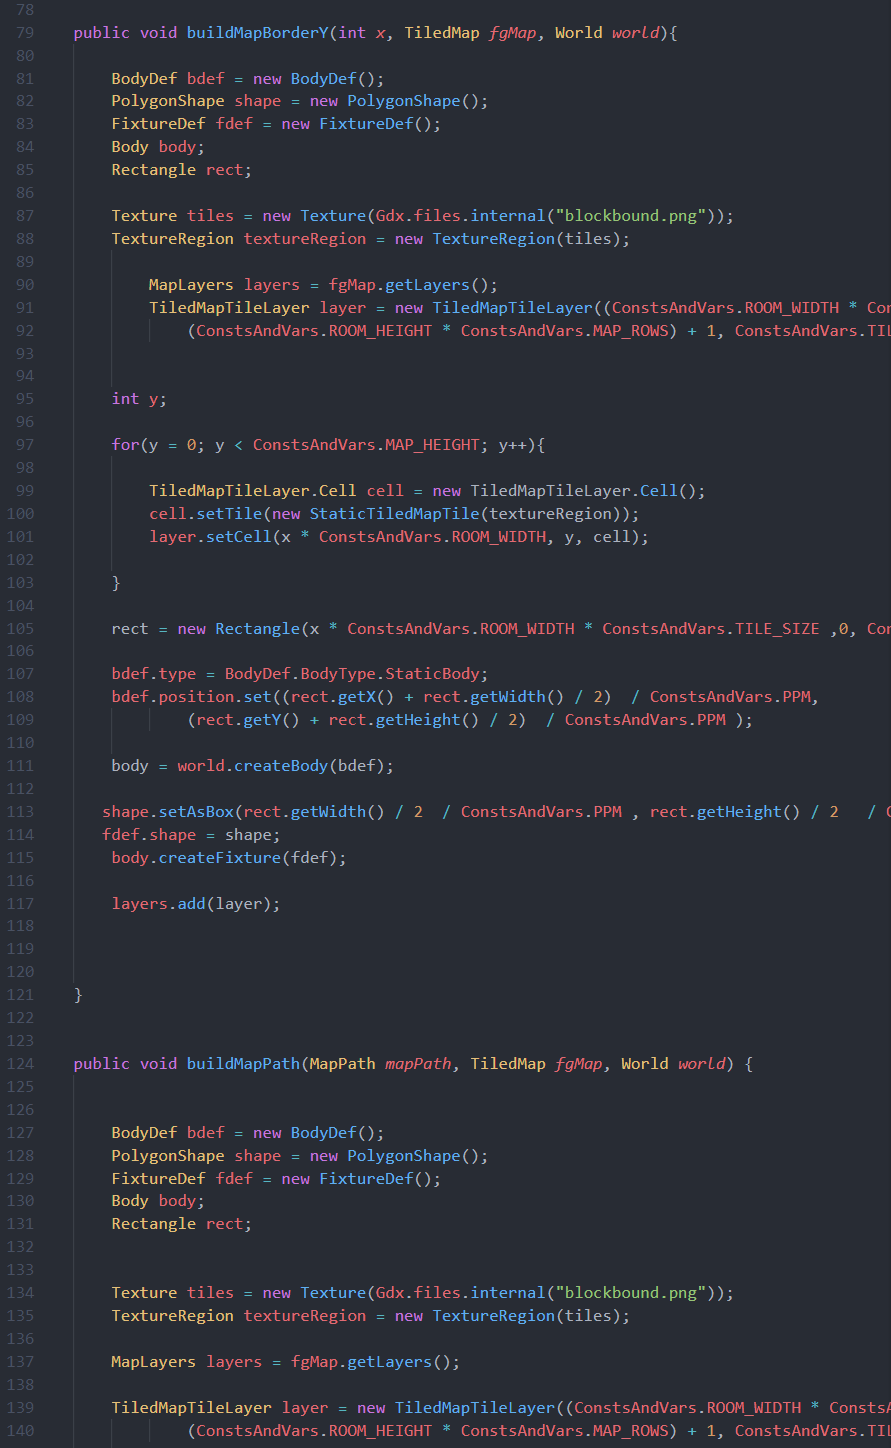 78
79 public void buildMapBorderY(int x, TiledMap fgMap, World world){
80
81 BodyDef bdef = new BodyDef();
82 PolygonShape shape = new PolygonShape();
83 FixtureDef fdef = new FixtureDef();
84 Body body;
85 Rectangle rect;
86
87 Texture tiles = new Texture(Gdx.files.internal("blockbound.png"));
88 TextureRegion textureRegion = new TextureRegion(tiles);
89
90 MapLayers layers = fgMap.getLayers();
91 TiledMapTileLayer layer = new TiledMapTileLayer((ConstsAndVars.ROOM_WIDTH * Con
92 (ConstsAndVars.ROOM_HEIGHT * ConstsAndVars.MAP_ROWS) + 1, ConstsAndVars.TIL
93
94
95 int y;
96
97 for(y = 0; y < ConstsAndVars.MAP_HEIGHT; y++){
98
99 TiledMapTileLayer.Cell cell = new TiledMapTileLayer.Cell();
100 cell.setTile(new StaticTiledMapTile(textureRegion));
101 layer.setCell(x * ConstsAndVars.ROOM_WIDTH, y, cell);
102
103 }
104
105 rect = new Rectangle(x * ConstsAndVars.ROOM_WIDTH * ConstsAndVars.TILE_SIZE ,0, Con
106
107 bdef.type = BodyDef.BodyType.StaticBody;
108 bdef.position.set((rect.getX() + rect.getWidth() / 2)  / ConstsAndVars.PPM,
109 (rect.getY() + rect.getHeight() / 2)  / ConstsAndVars.PPM );
110
111 body = world.createBody(bdef);
112
113 shape.setAsBox(rect.getWidth() / 2  / ConstsAndVars.PPM , rect.getHeight() / 2   / C
114 fdef.shape = shape;
115 body.createFixture(fdef);
116
117 layers.add(layer);
118
119
120
121 }
122
123
124 public void buildMapPath(MapPath mapPath, TiledMap fgMap, World world) {
125
126
127 BodyDef bdef = new BodyDef();
128 PolygonShape shape = new PolygonShape();
129 FixtureDef fdef = new FixtureDef();
130 Body body;
131 Rectangle rect;
132
133
134 Texture tiles = new Texture(Gdx.files.internal("blockbound.png"));
135 TextureRegion textureRegion = new TextureRegion(tiles);
136
137 MapLayers layers = fgMap.getLayers();
138
139 TiledMapTileLayer layer = new TiledMapTileLayer((ConstsAndVars.ROOM_WIDTH * ConstsA
140 (ConstsAndVars.ROOM_HEIGHT * ConstsAndVars.MAP_ROWS) + 1, ConstsAndVars.TIL